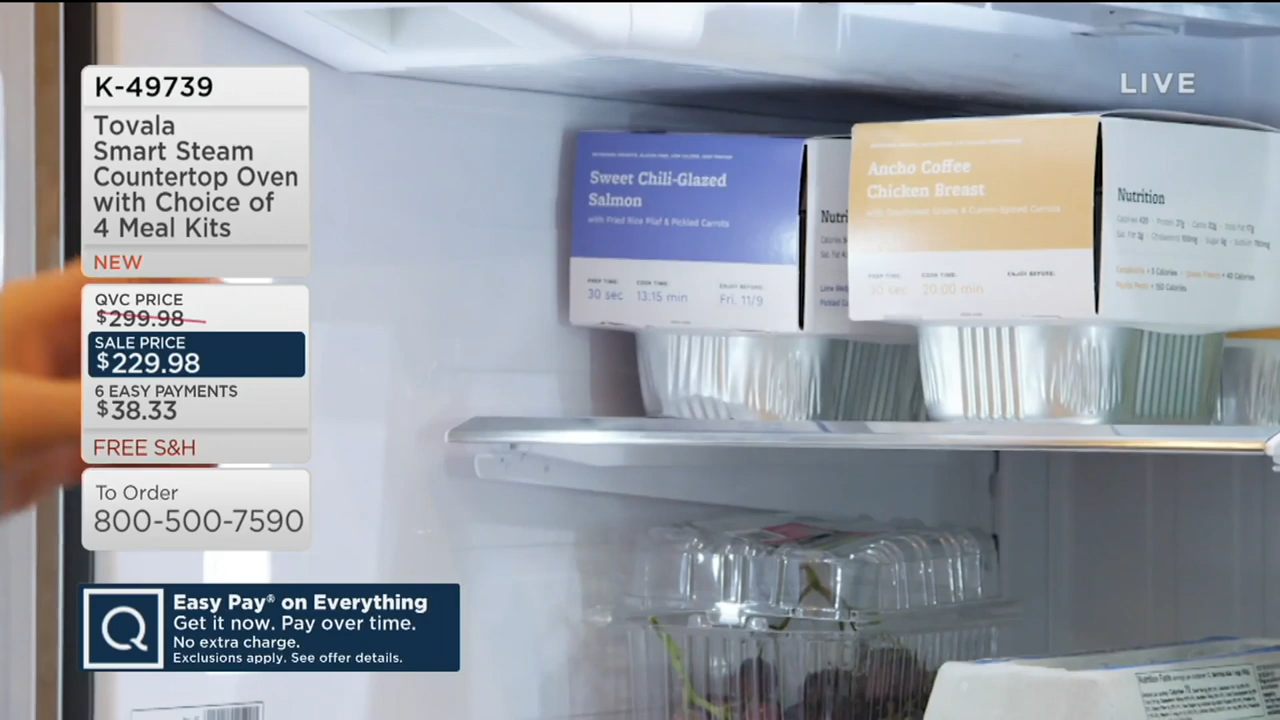 K-49739
Tovala
Smart Steam
Countertop Oven
with Choice of
4 Meal Kits
NEW
QVC PRICE
$299.98
SALE PRICE
$229.98
6 EASY PAYMENTS
$38.33
FREE S&H
To Order
800-500-7590
Q
Easy Pay® on Everything
Get it now. Pay over time.
No extra charge.
Exclusions apply. See offer details.
LIVE
Sweet Chili-Glazed
Salmon
with Fried Rice Pilaf & Pickled Carrots
PREP TIME: COOK TIME: ENJOY BEFORE:
30 sec 13:15 min Fri. 11/9
Nutri
Ancho Coffee
Chicken Breast
PREP TIME: COOK TIME: ENJOY BEFORE:
30 sec 20:00 min
Nutrition
Nutrition Facts